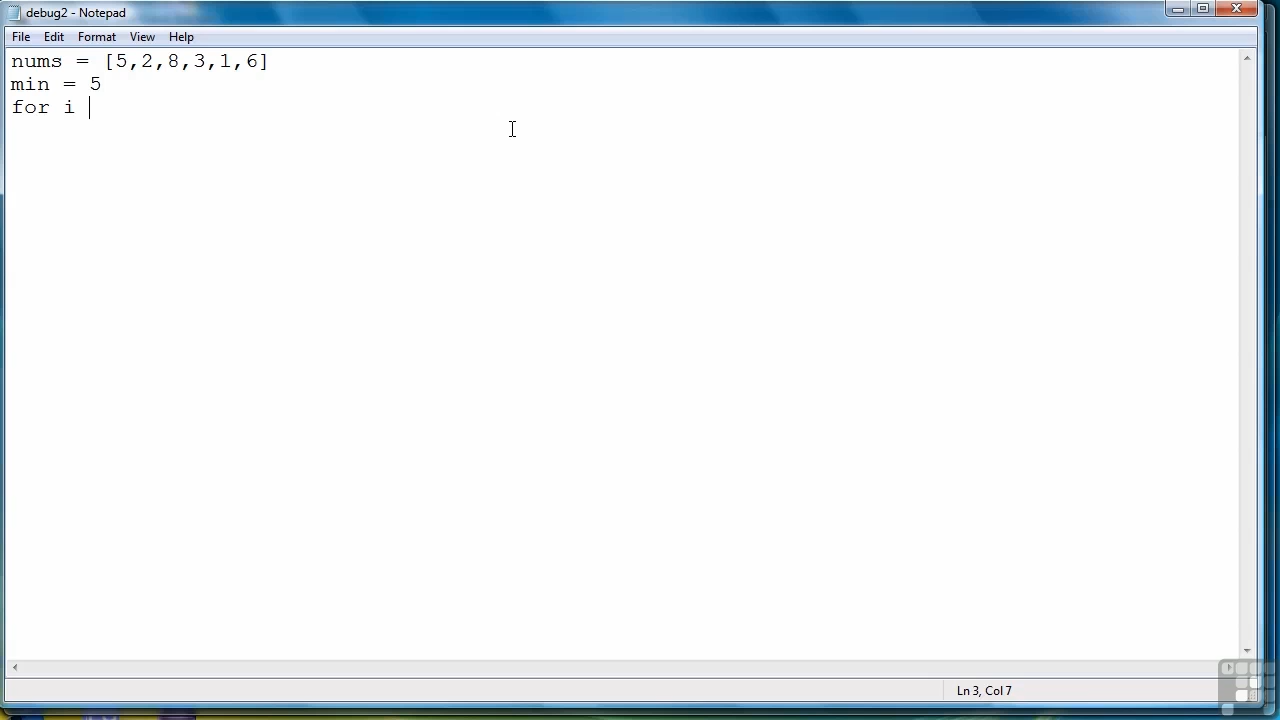 debug2 - Notepad
File Edit Format View Help
nums = [5,2,8,3,1,6]
min = 5
for i
Ln 3, Col 7